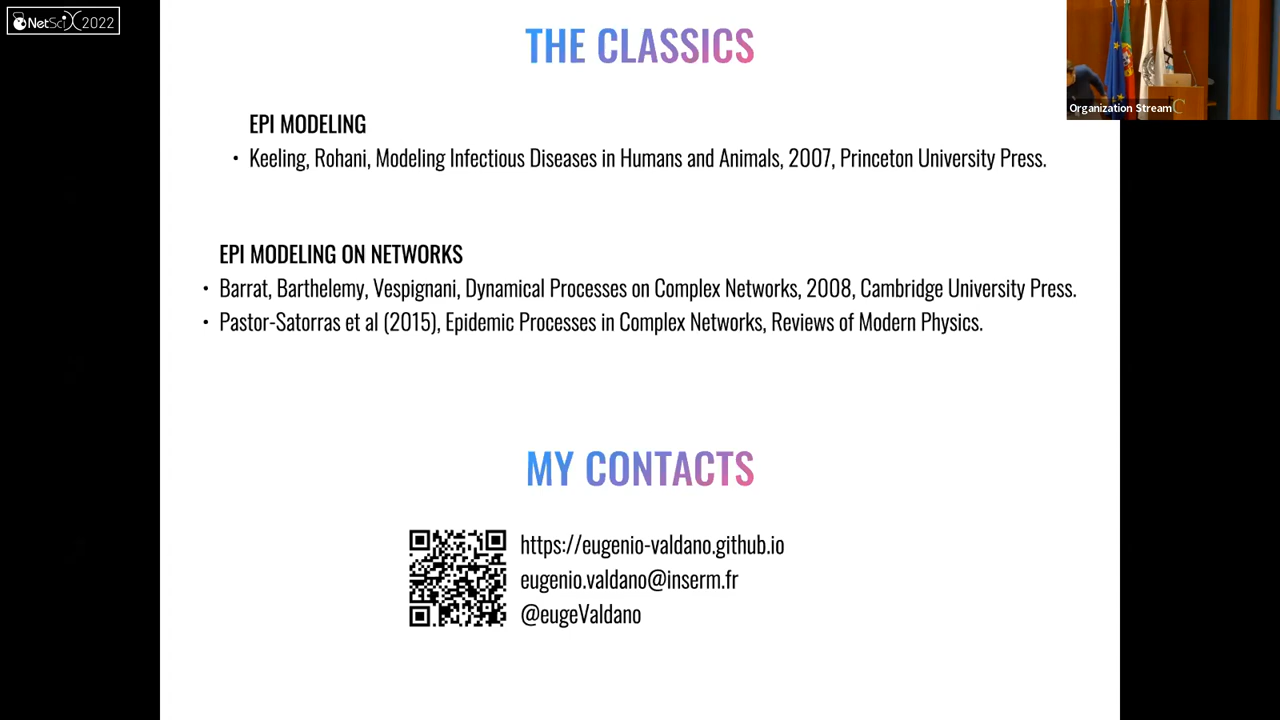 NetSciX 2022
THE CLASSICS
Organization Stream
EPI MODELING
• Keeling, Rohani, Modeling Infectious Diseases in Humans and Animals, 2007, Princeton University Press.
EPI MODELING ON NETWORKS
• Barrat, Barthelemy, Vespignani, Dynamical Processes on Complex Networks, 2008, Cambridge University Press.
• Pastor-Satorras et al (2015), Epidemic Processes in Complex Networks, Reviews of Modern Physics.
MY CONTACTS
https://eugenio-valdano.github.io
eugenio.valdano@inserm.fr
@eugeValdano